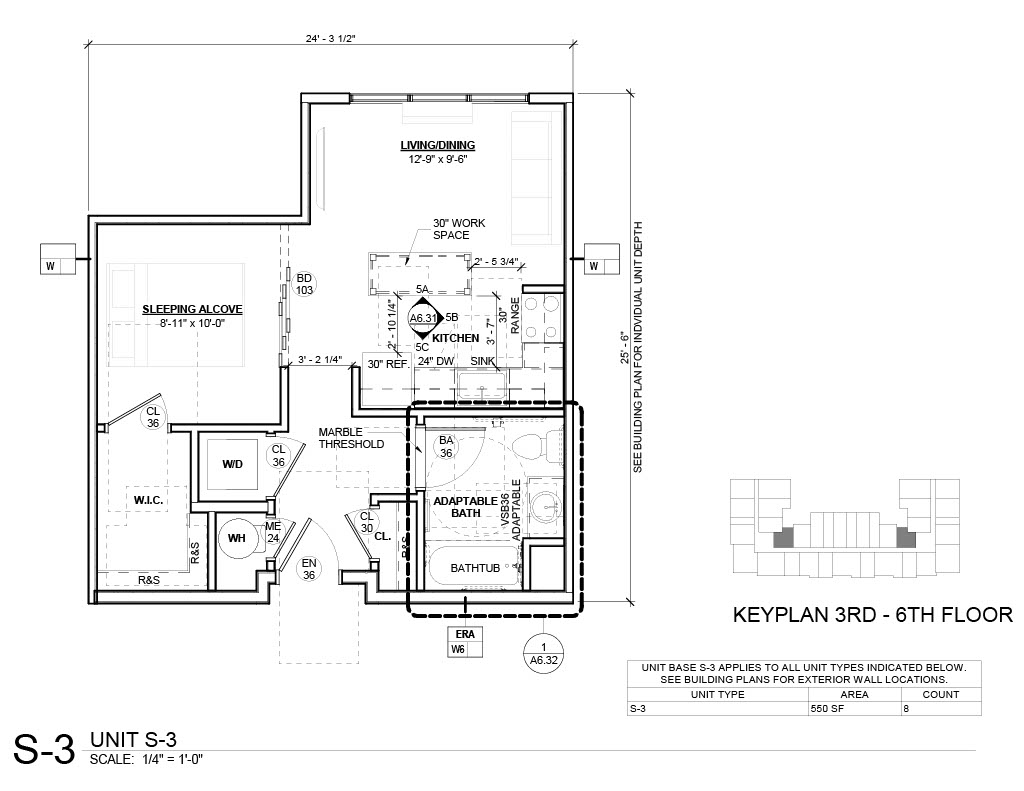 24' - 3 1/2"
LIVING/DINING
12'-9" x 9'-6"
30" WORK
SPACE
W
W
2' - 5 3/4"
BD
103
SLEEPING ALCOVE
8'-11" x 10'-0"
5A
A6.31
5B
5C
2' - 10 1/4"
KITCHEN
3' - 7"
30"
RANGE
3' - 2 1/4"
30" REF.
24" DW
SINK
25' - 6"
SEE BUILDING PLAN FOR INDIVIDUAL UNIT DEPTH
CL
36
MARBLE
THRESHOLD
BA
36
CL
36
W/D
W.I.C.
ADAPTABLE
BATH
VSB36
ADAPTABLE
ME
24
WH
CL
30
CL.
R&S
R&S
R&S
EN
36
BATHTUB
ERA
W6
1
A6.32
KEYPLAN 3RD - 6TH FLOOR
UNIT BASE S-3 APPLIES TO ALL UNIT TYPES INDICATED BELOW.
SEE BUILDING PLANS FOR EXTERIOR WALL LOCATIONS.
UNIT TYPE AREA COUNT
S-3 550 SF 8
S-3
UNIT S-3
SCALE: 1/4" = 1'-0"